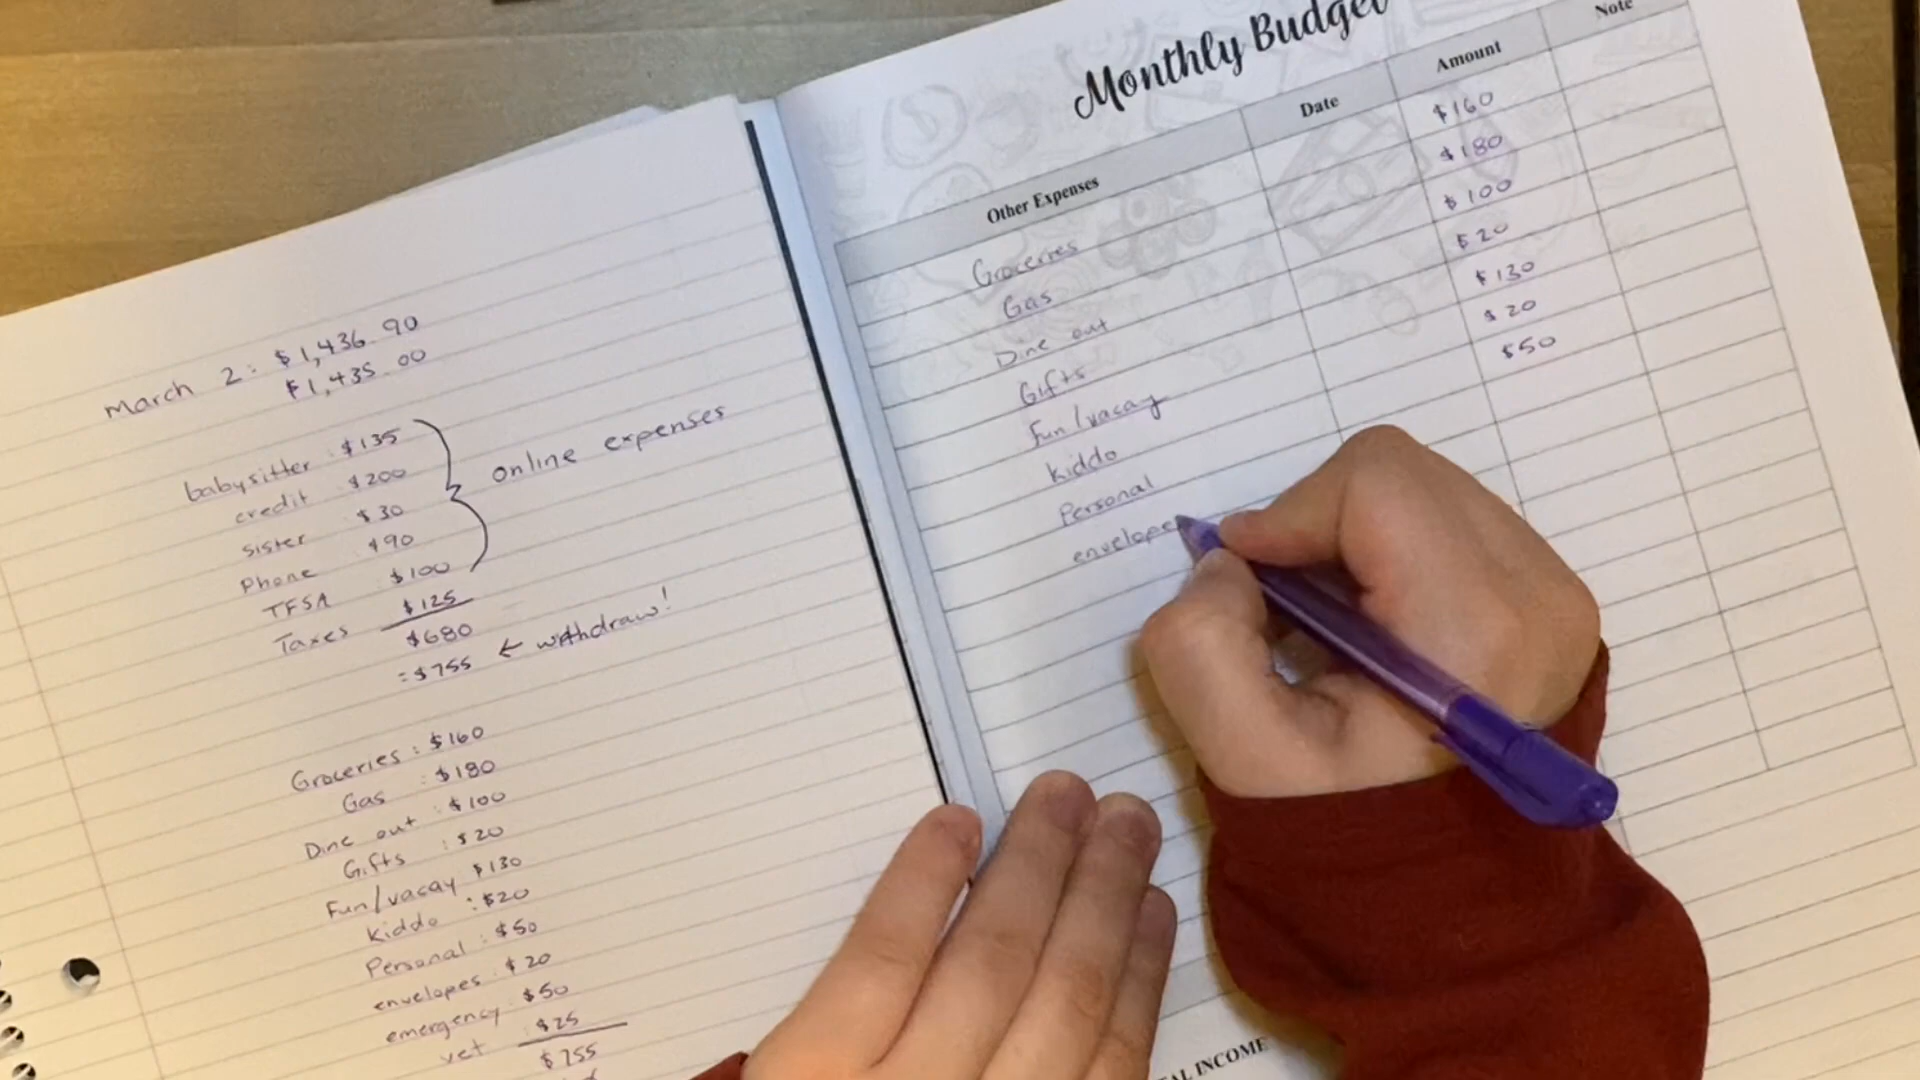 March 2: $1,436.90
$1,435.00
babysitter : $135
credit $200
sister $30
Phone $90
TFSA $100
Taxes $125
$680
= $755 ← withdraw!
online expenses
Groceries : $160
Gas : $180
Dine out : $100
Gifts : $20
Fun/vacay $130
Kiddo : $20
Personal : $50
envelopes : $20
emergency $50
vet $25
$755
Monthly Budget
Other Expenses Date Amount Note
Groceries $160
Gas $180
Dine out $100
Gifts $20
Fun/vacay $130
Kiddo $20
Personal $50
envelope
INCOME